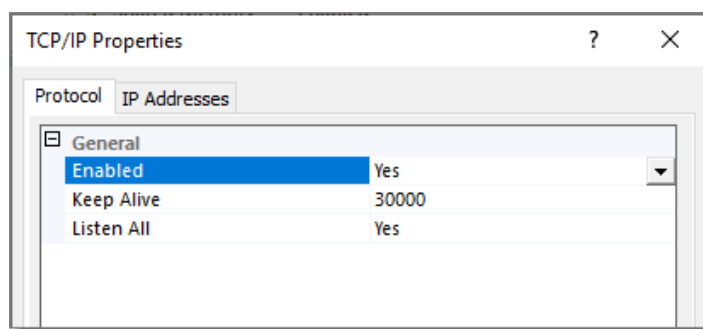 TCP/IP Properties ? ×
Protocol IP Addresses
General
Enabled Yes
Keep Alive 30000
Listen All Yes